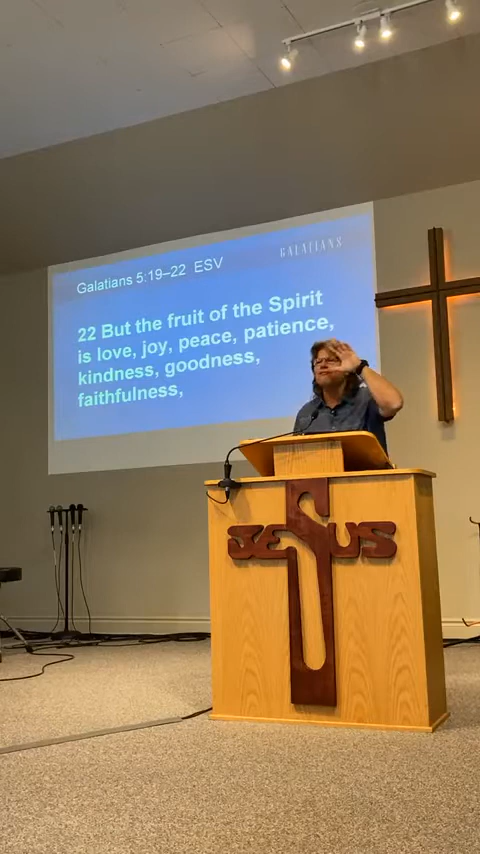 Galatians 5:19–22 ESV
GALATIANS
22 But the fruit of the Spirit
is love, joy, peace, patience,
kindness, goodness,
faithfulness,
JESUS